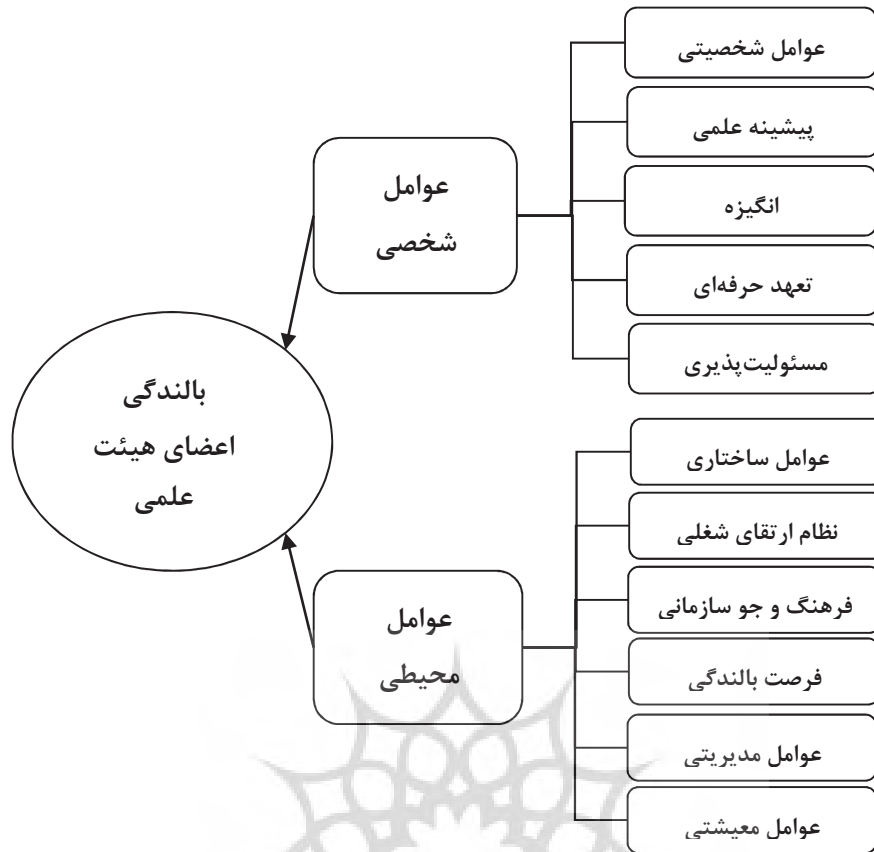 عوامل شخصیتی
پیشینه علمی
انگیزه
تعهد حرفه‌ای
مسئولیت‌پذیری
عوامل
شخصی
بالندگی
اعضای هیئت
علمی
عوامل ساختاری
نظام ارتقای شغلی
فرهنگ و جو سازمانی
فرصت بالندگی
عوامل مدیریتی
عوامل معیشتی
عوامل
محیطی